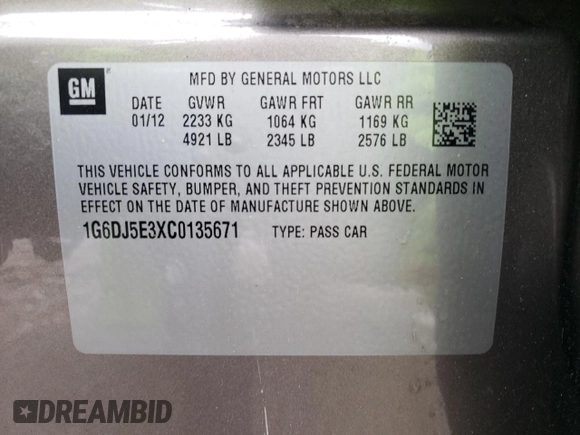 GM
MFD BY GENERAL MOTORS LLC
DATE GVWR GAWR FRT GAWR RR
01/12 2233 KG 1064 KG 1169 KG
4921 LB 2345 LB 2576 LB
THIS VEHICLE CONFORMS TO ALL APPLICABLE U.S. FEDERAL MOTOR
VEHICLE SAFETY, BUMPER, AND THEFT PREVENTION STANDARDS IN
EFFECT ON THE DATE OF MANUFACTURE SHOWN ABOVE.
1G6DJ5E3XC0135671 TYPE: PASS CAR
DREAMBID